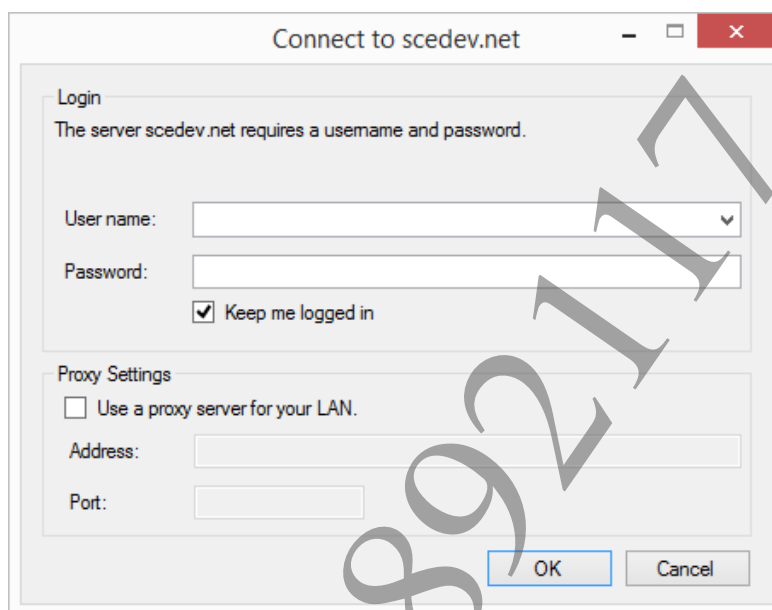 Connect to scedev.net
Login
The server scedev.net requires a username and password.
User name:
Password:
Keep me logged in
Proxy Settings
Use a proxy server for your LAN.
Address:
Port:
OK Cancel
892117